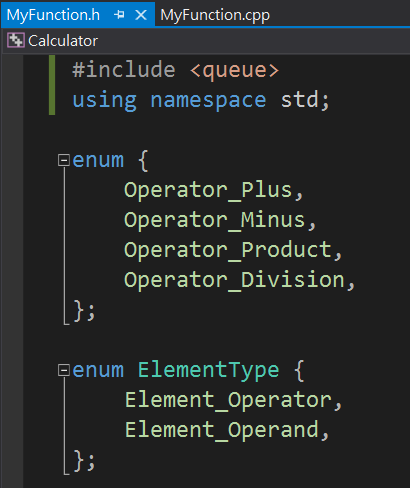 MyFunction.h MyFunction.cpp
Calculator
#include <queue>
using namespace std;
enum {
Operator_Plus,
Operator_Minus,
Operator_Product,
Operator_Division,
};
enum ElementType {
Element_Operator,
Element_Operand,
};